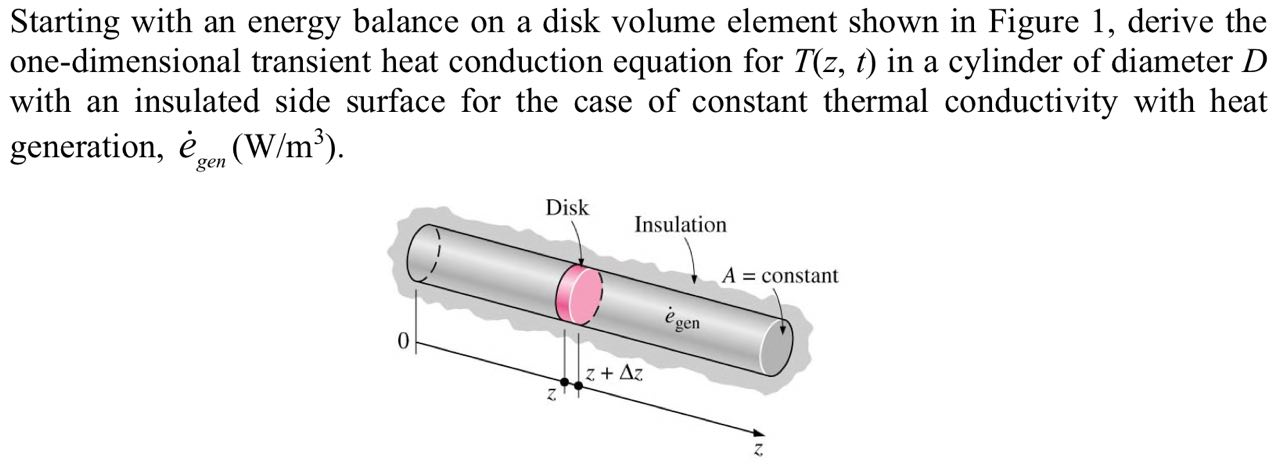 Starting with an energy balance on a disk volume element shown in Figure 1, derive the
one-dimensional transient heat conduction equation for T(z, t) in a cylinder of diameter D
with an insulated side surface for the case of constant thermal conductivity with heat
generation, ė_gen (W/m³).
Disk
Insulation
A = constant
ė_gen
0
z + Δz
z
z